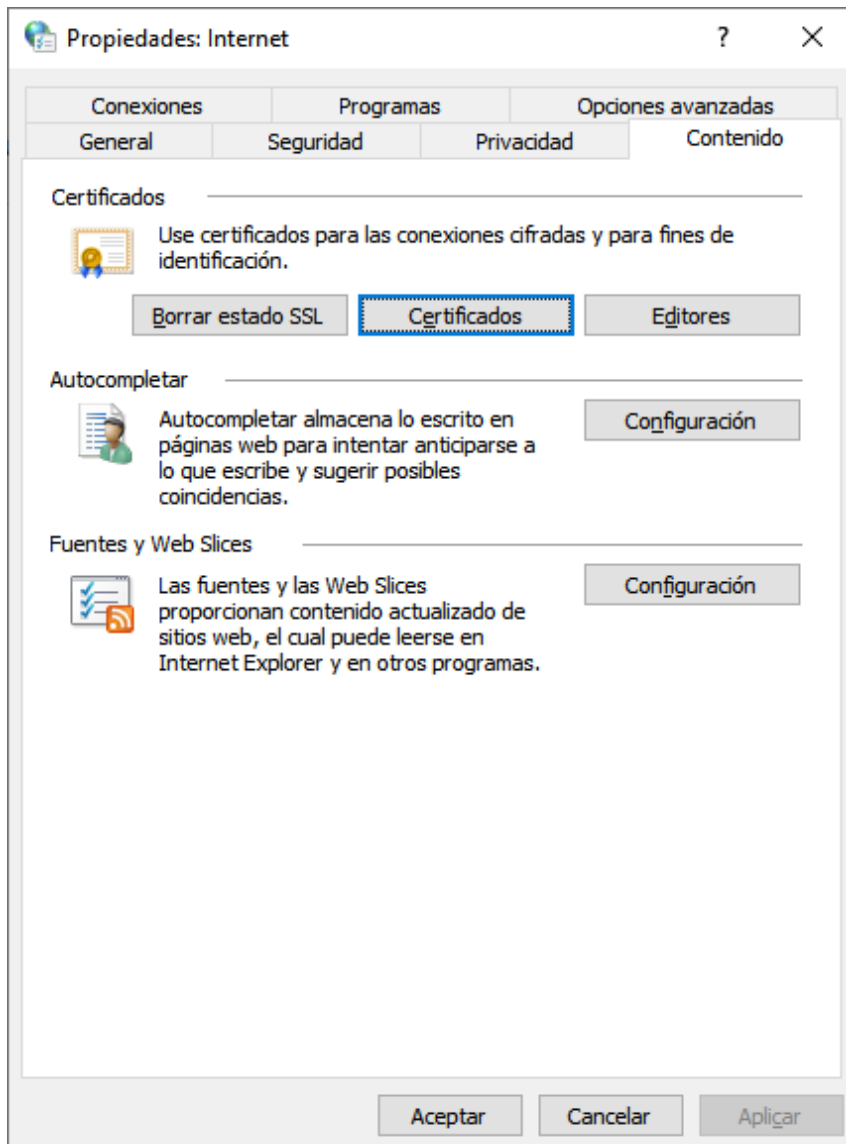 Propiedades: Internet
?
Conexiones
Programas
Opciones avanzadas
General
Seguridad
Privacidad
Contenido
Certificados
Use certificados para las conexiones cifradas y para fines de
identificación.
Borrar estado SSL
Certificados
Editores
Autocompletar
Autocompletar almacena lo escrito en
páginas web para intentar anticiparse a
lo que escribe y sugerir posibles
coincidencias.
Configuración
Fuentes y Web Slices
Las fuentes y las Web Slices
proporcionan contenido actualizado de
sitios web, el cual puede leerse en
Internet Explorer y en otros programas.
Configuración
Aceptar
Cancelar
Aplicar